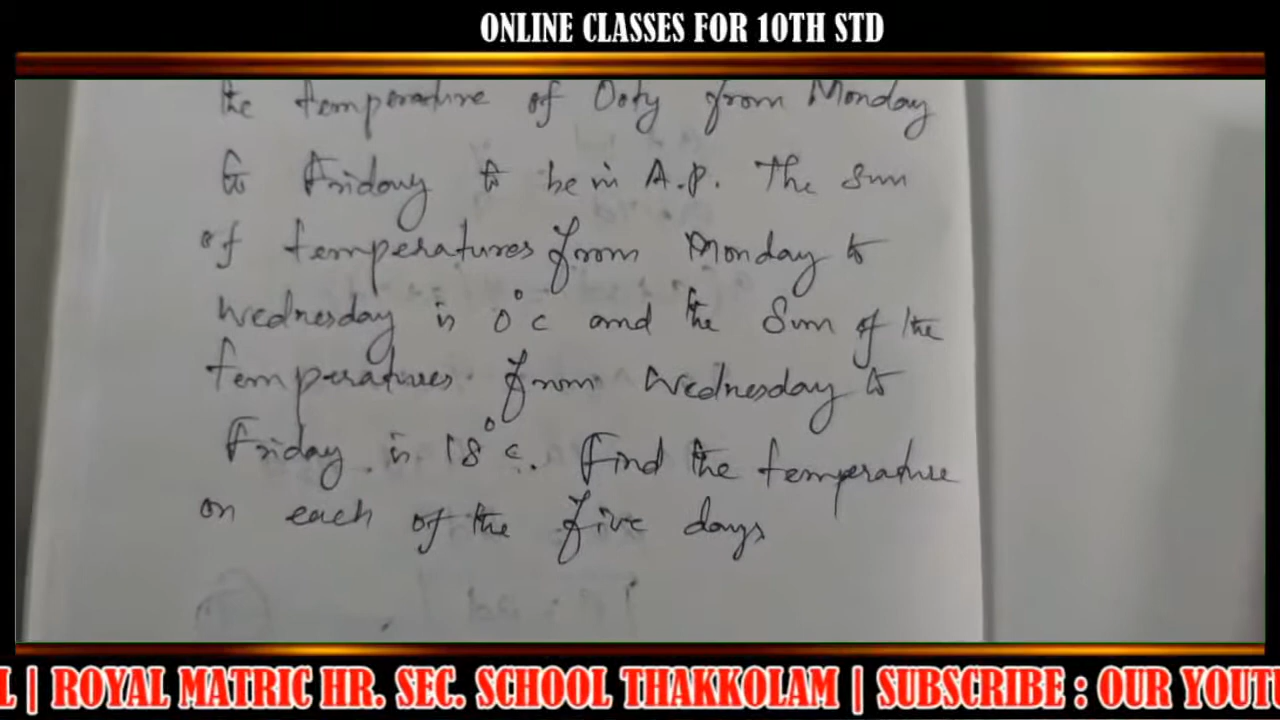 ONLINE CLASSES FOR 10TH STD
the temperature of Ooty from Monday
to Friday to be in A.P. The Sum
of temperatures from Monday to
Wednesday is 0°C and the Sum of the
temperatures from Wednesday to
Friday is 18°C. Find the temperature
on each of the five days
L | ROYAL MATRIC HR. SEC. SCHOOL THAKKOLAM | SUBSCRIBE : OUR YOUT